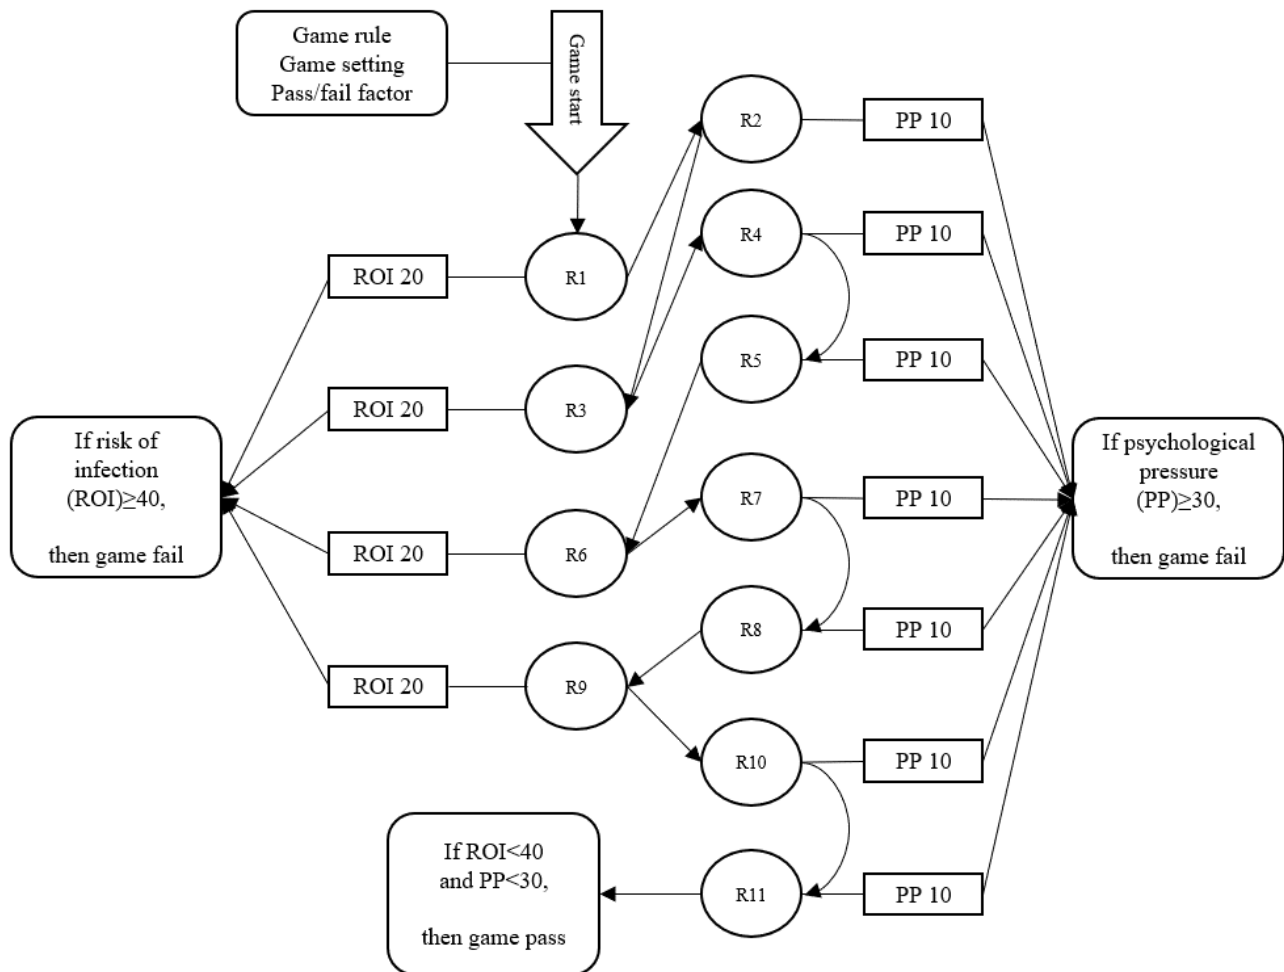 Game rule
Game setting
Pass/fail factor
Game start
R2
PP 10
R4
PP 10
ROI 20
R1
R5
PP 10
ROI 20
R3
If risk of
infection
(ROI)≥40,
then game fail
If psychological
pressure
(PP)≥30,
then game fail
R7
PP 10
ROI 20
R6
R8
PP 10
ROI 20
R9
R10
PP 10
If ROI<40
and PP<30,
then game pass
R11
PP 10